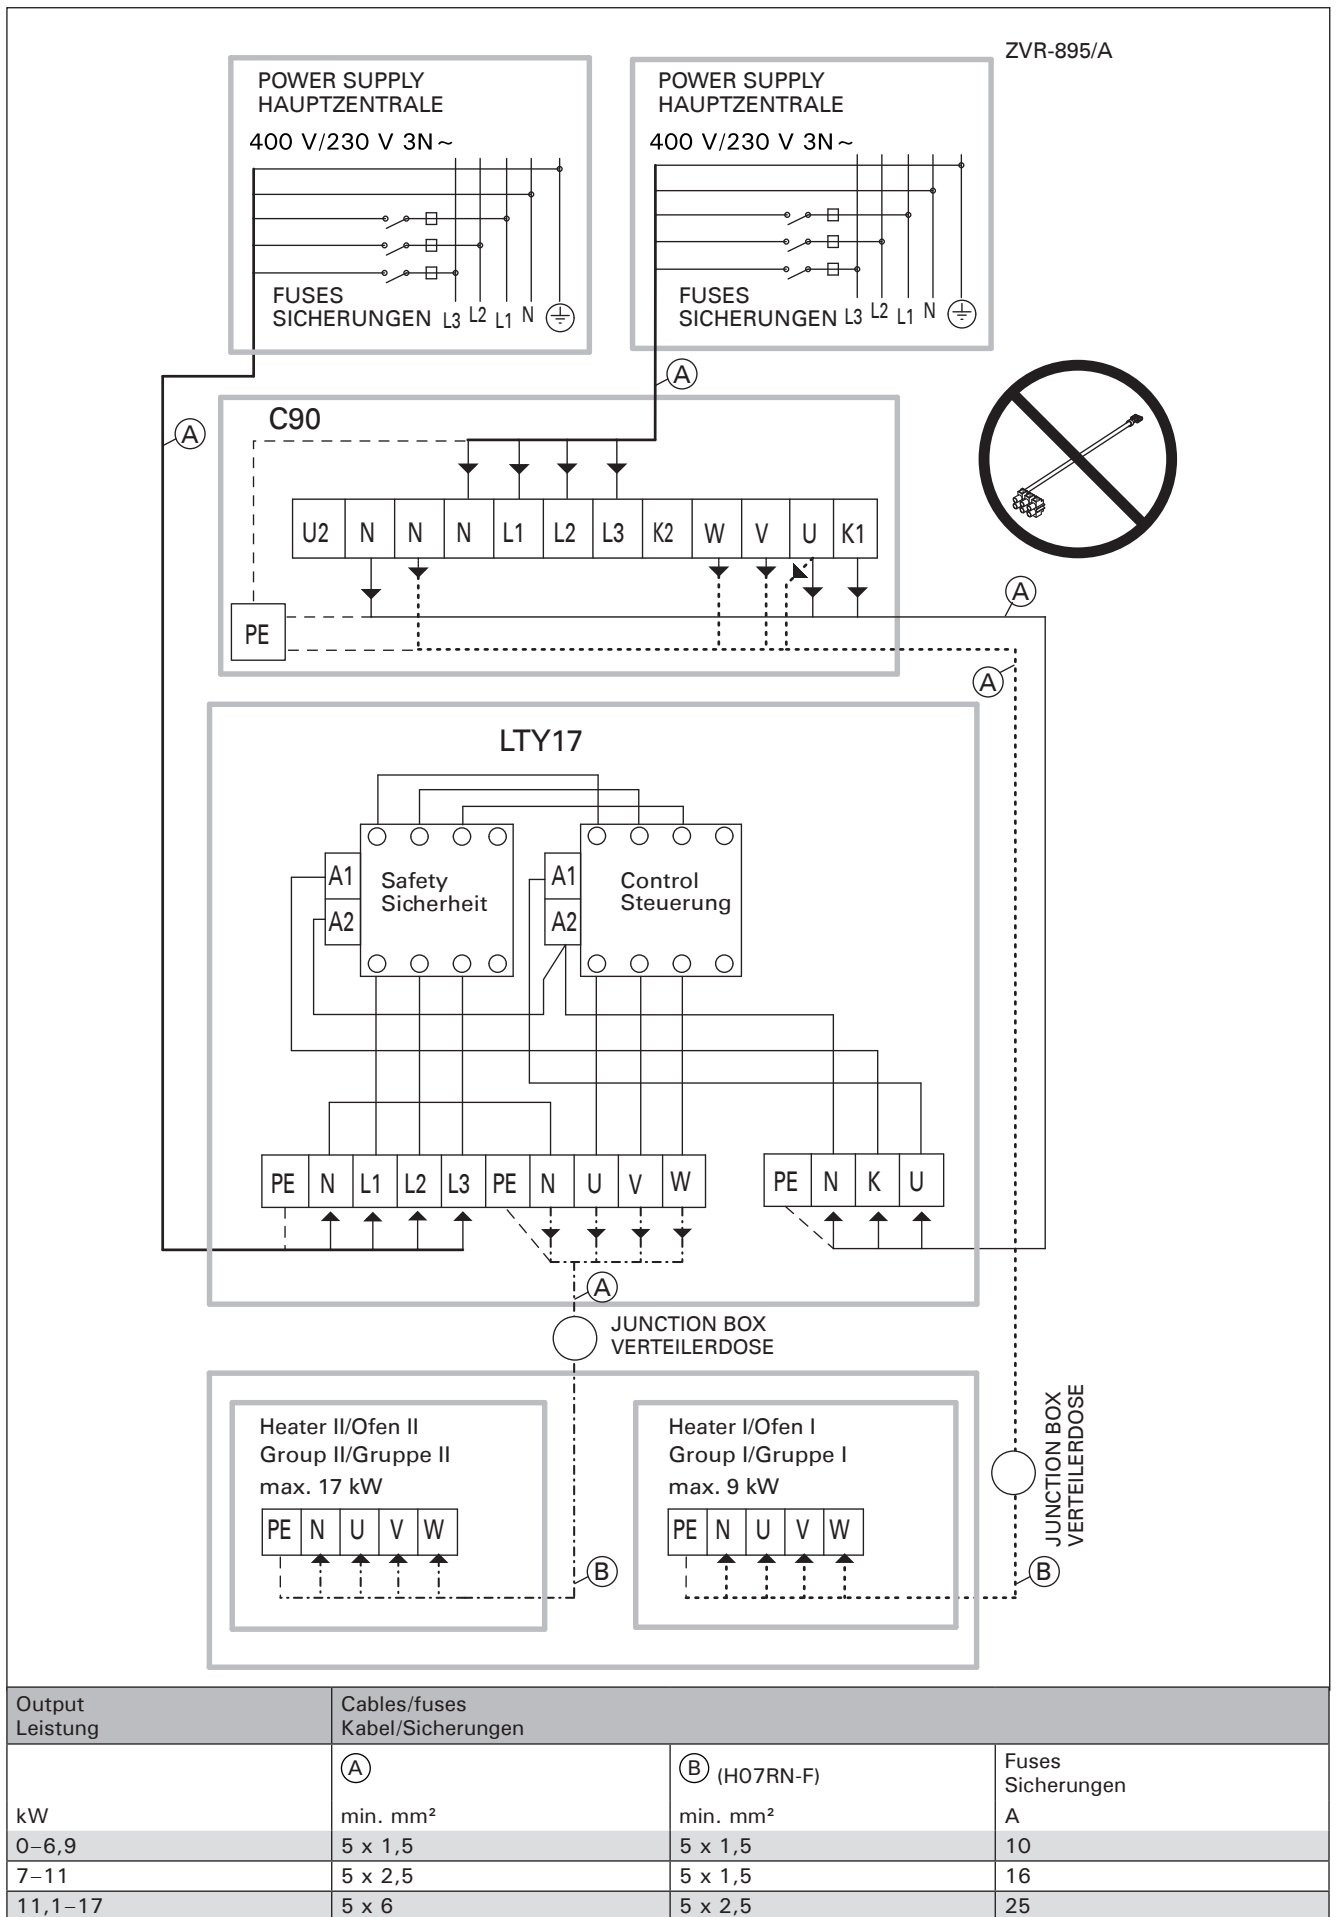 ZVR-895/A
POWER SUPPLY
HAUPTZENTRALE
400 V/230 V 3N~
FUSES
SICHERUNGEN
L3 L2 L1 N
POWER SUPPLY
HAUPTZENTRALE
400 V/230 V 3N~
FUSES
SICHERUNGEN
L3 L2 L1 N
A
A
C90
U2 N N N L1 L2 L3 K2 W V U K1
PE
A
A
LTY17
A1
A2
Safety
Sicherheit
A1
A2
Control
Steuerung
PE N L1 L2 L3 PE N U V W
PE N K U
A
JUNCTION BOX
VERTEILERDOSE
Heater II/Ofen II
Group II/Gruppe II
max. 17 kW
PE N U V W
B
Heater I/Ofen I
Group I/Gruppe I
max. 9 kW
PE N U V W
JUNCTION BOX
VERTEILERDOSE
B
Output
Leistung
Cables/fuses
Kabel/Sicherungen
A
B (H07RN-F)
Fuses
Sicherungen
kW min. mm² min. mm² A
0–6,9 5 x 1,5 5 x 1,5 10
7–11 5 x 2,5 5 x 1,5 16
11,1–17 5 x 6 5 x 2,5 25